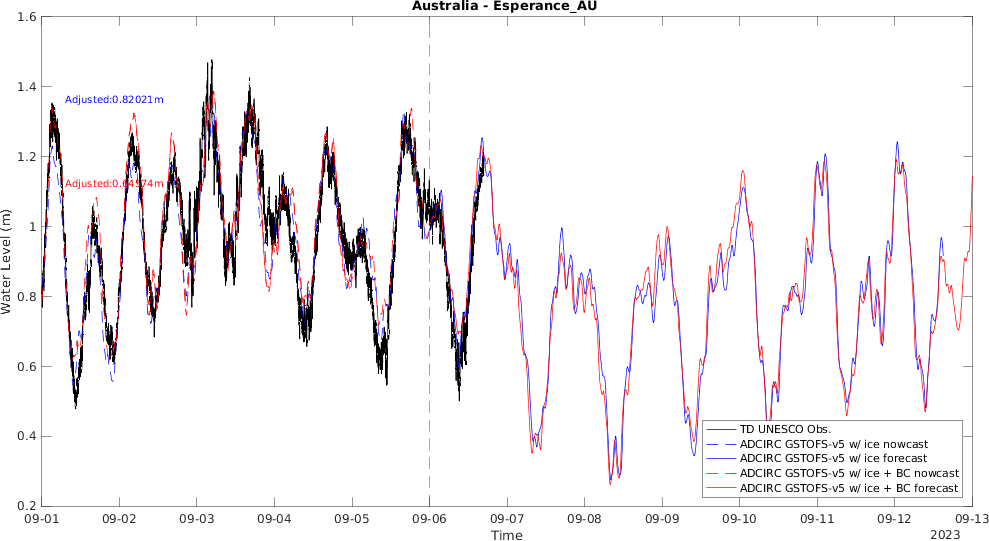 Australia - Esperance_AU
1.6
1.4
1.2
1
0.8
0.6
0.4
0.2
Water Level (m)
Adjusted:0.82021m
Adjusted:0.64574m
TD UNESCO Obs.
ADCIRC GSTOFS-v5 w/ ice nowcast
ADCIRC GSTOFS-v5 w/ ice forecast
ADCIRC GSTOFS-v5 w/ ice + BC nowcast
ADCIRC GSTOFS-v5 w/ ice + BC forecast
09-01 09-02 09-03 09-04 09-05 09-06 09-07 09-08 09-09 09-10 09-11 09-12 09-13
Time
2023